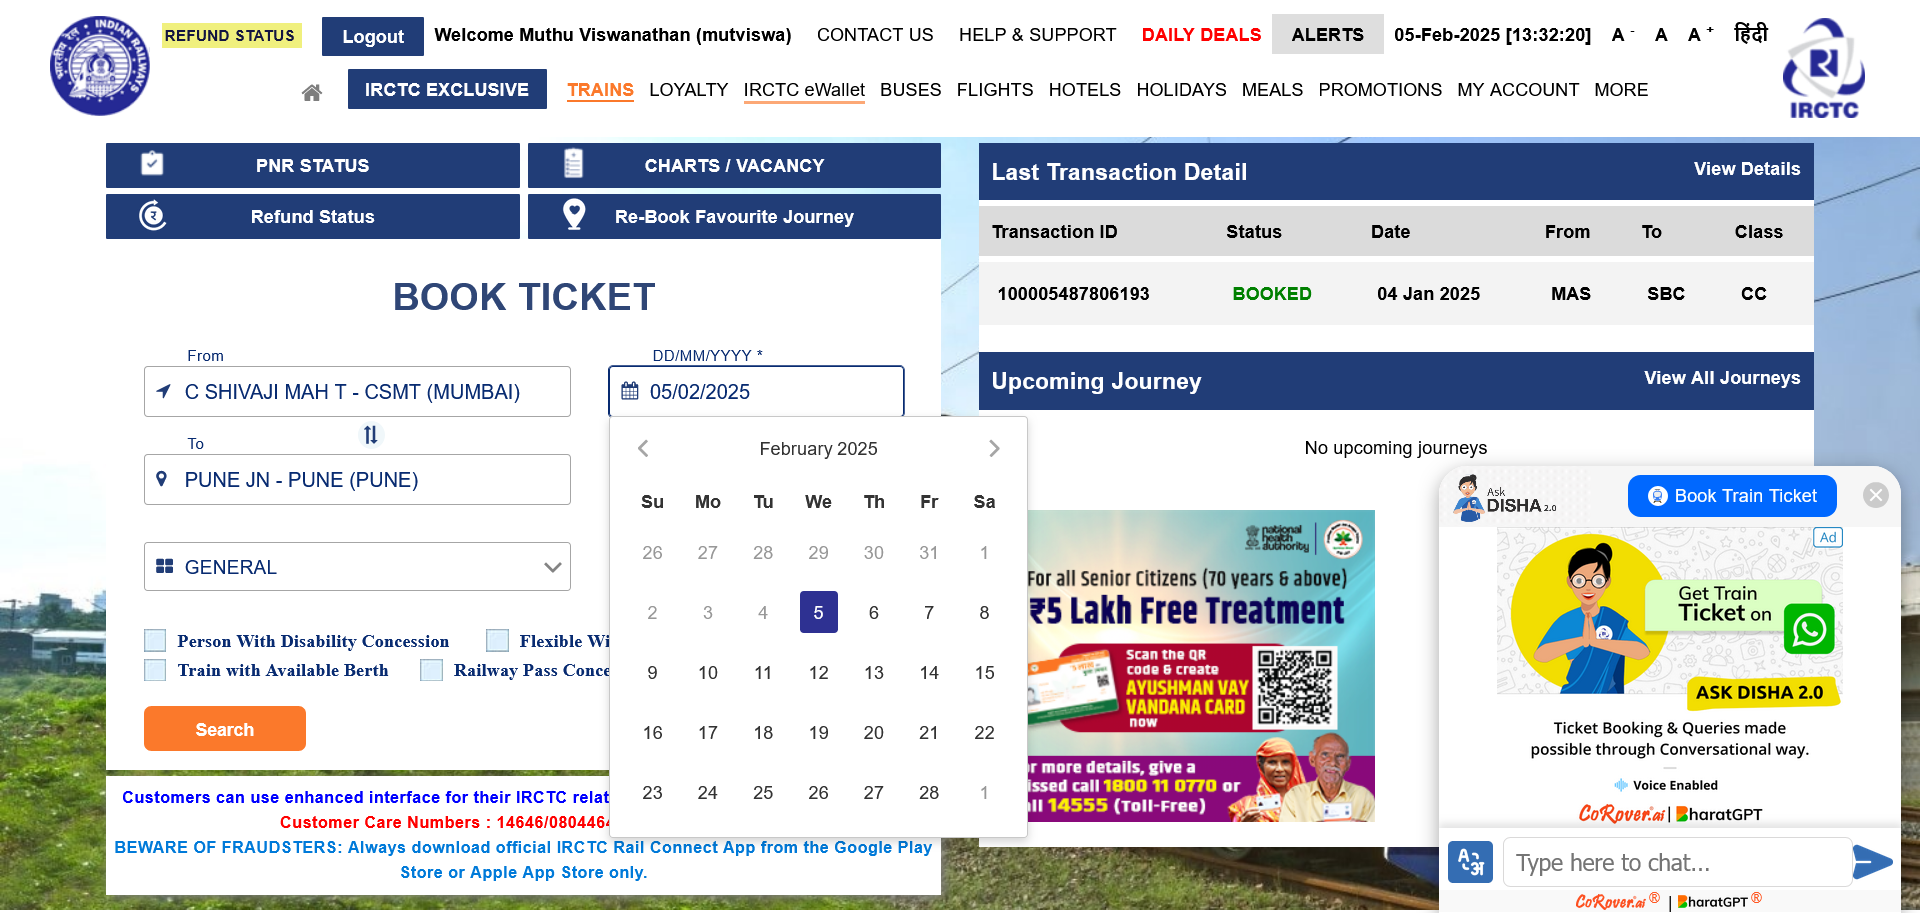 REFUND STATUS
Logout
Welcome Muthu Viswanathan (mutviswa)
CONTACT US
HELP & SUPPORT
DAILY DEALS
ALERTS
05-Feb-2025 [13:32:20]
A -
A
A +
हिंदी
IRCTC EXCLUSIVE
TRAINS
LOYALTY
IRCTC eWallet
BUSES
FLIGHTS
HOTELS
HOLIDAYS
MEALS
PROMOTIONS
MY ACCOUNT
MORE
IRCTC
PNR STATUS
CHARTS / VACANCY
Refund Status
Re-Book Favourite Journey
BOOK TICKET
From
C SHIVAJI MAH T - CSMT (MUMBAI)
To
PUNE JN - PUNE (PUNE)
GENERAL
DD/MM/YYYY *
05/02/2025
February 2025
Su Mo Tu We Th Fr Sa
26 27 28 29 30 31 1
2 3 4 5 6 7 8
9 10 11 12 13 14 15
16 17 18 19 20 21 22
23 24 25 26 27 28 1
Person With Disability Concession
Flexible Wi
Train with Available Berth
Railway Pass Conce
Search
Customers can use enhanced interface for their IRCTC relat
Customer Care Numbers : 14646/0804464
BEWARE OF FRAUDSTERS: Always download official IRCTC Rail Connect App from the Google Play
Store or Apple App Store only.
Last Transaction Detail
View Details
Transaction ID Status Date From To Class
100005487806193 BOOKED 04 Jan 2025 MAS SBC CC
Upcoming Journey
View All Journeys
No upcoming journeys
national
health
authority
For all Senior Citizens (70 years & above)
₹5 Lakh Free Treatment
Scan the QR
code & create
AYUSHMAN VAY
VANDANA CARD
now
r more details, give a
issed call 1800 11 0770 or
ll 14555 (Toll-Free)
Ask
DISHA 2.0
Book Train Ticket
Ad
Get Train
Ticket on
ASK DISHA 2.0
Ticket Booking & Queries made
possible through Conversational way.
Voice Enabled
CoRover.ai | BharatGPT
A अ
Type here to chat...
CoRover.ai ® | BharatGPT ®